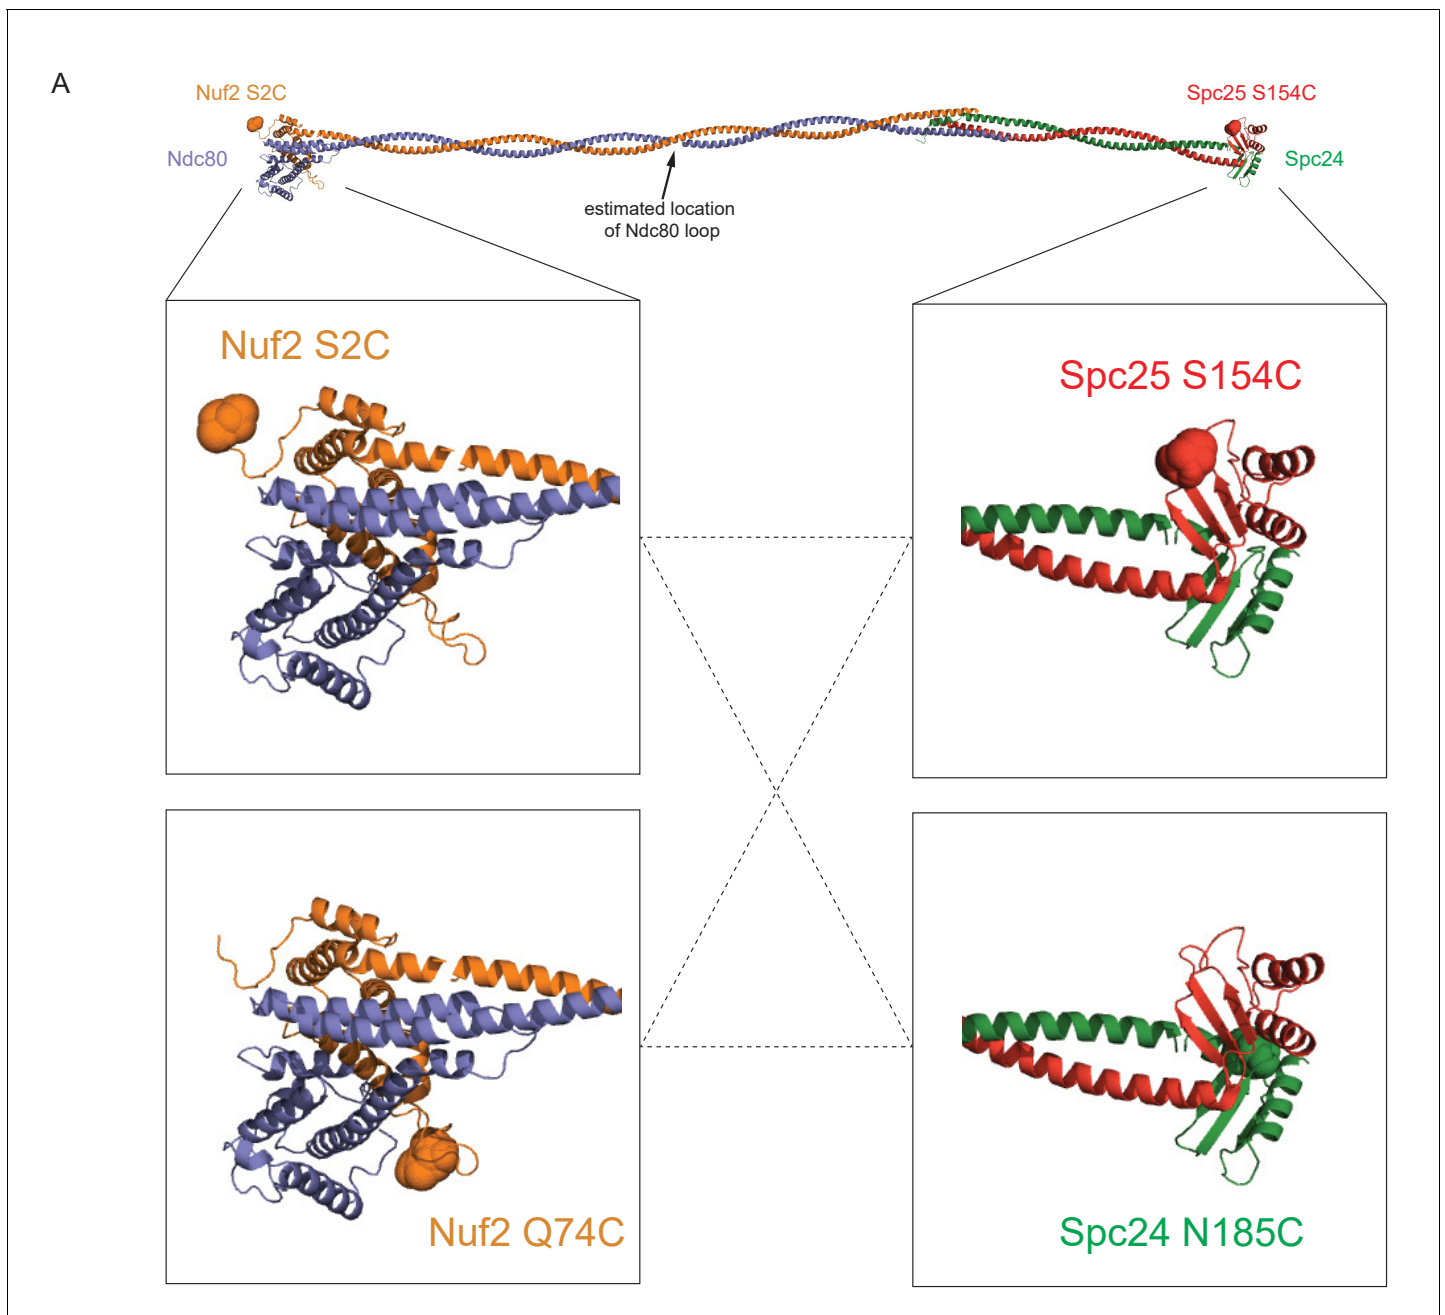 A
Nuf2 S2C
Spc25 S154C
Ndc80
Spc24
estimated location
of Ndc80 loop
Nuf2 S2C
Spc25 S154C
Nuf2 Q74C
Spc24 N185C